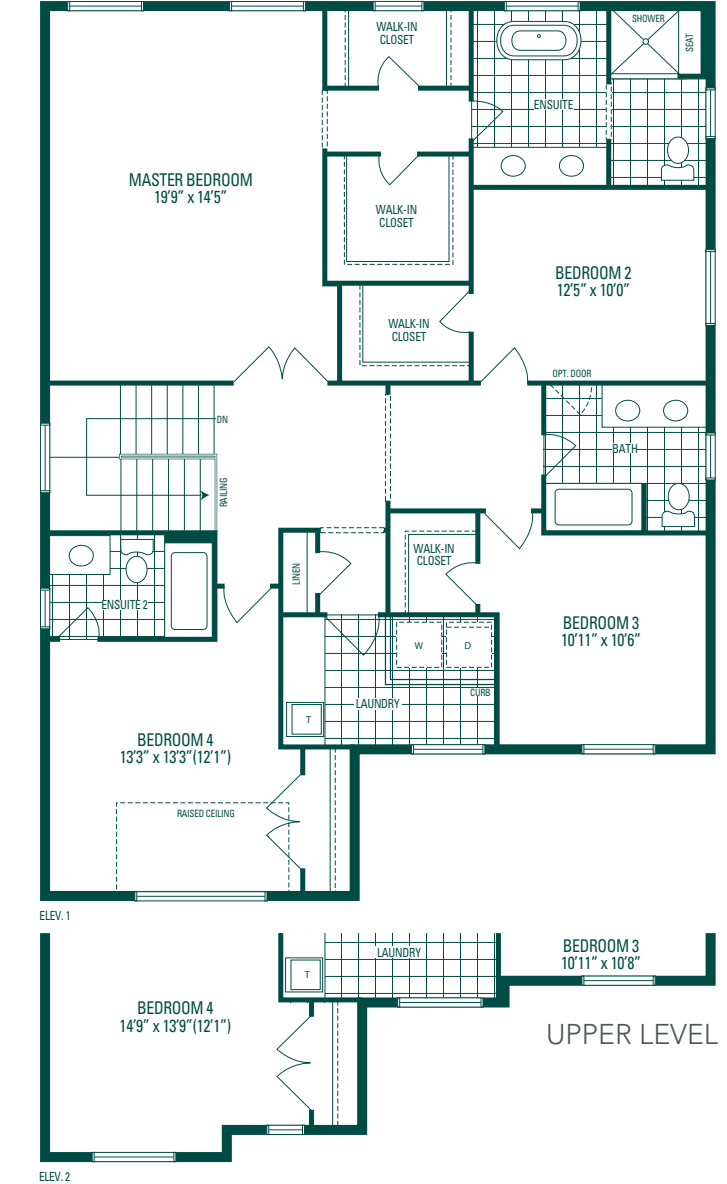 WALK-IN
CLOSET
SHOWER
SEAT
ENSUITE
MASTER BEDROOM
19'9" x 14'5"
WALK-IN
CLOSET
BEDROOM 2
12'5" x 10'0"
WALK-IN
CLOSET
OPT. DOOR
DN
BATH
RAILING
WALK-IN
CLOSET
LINEN
ENSUITE 2
BEDROOM 3
10'11" x 10'6"
W
D
CURB
LAUNDRY
T
BEDROOM 4
13'3" x 13'3"(12'1")
RAISED CEILING
ELEV. 1
LAUNDRY
BEDROOM 3
10'11" x 10'8"
T
BEDROOM 4
14'9" x 13'9"(12'1")
UPPER LEVEL
ELEV. 2